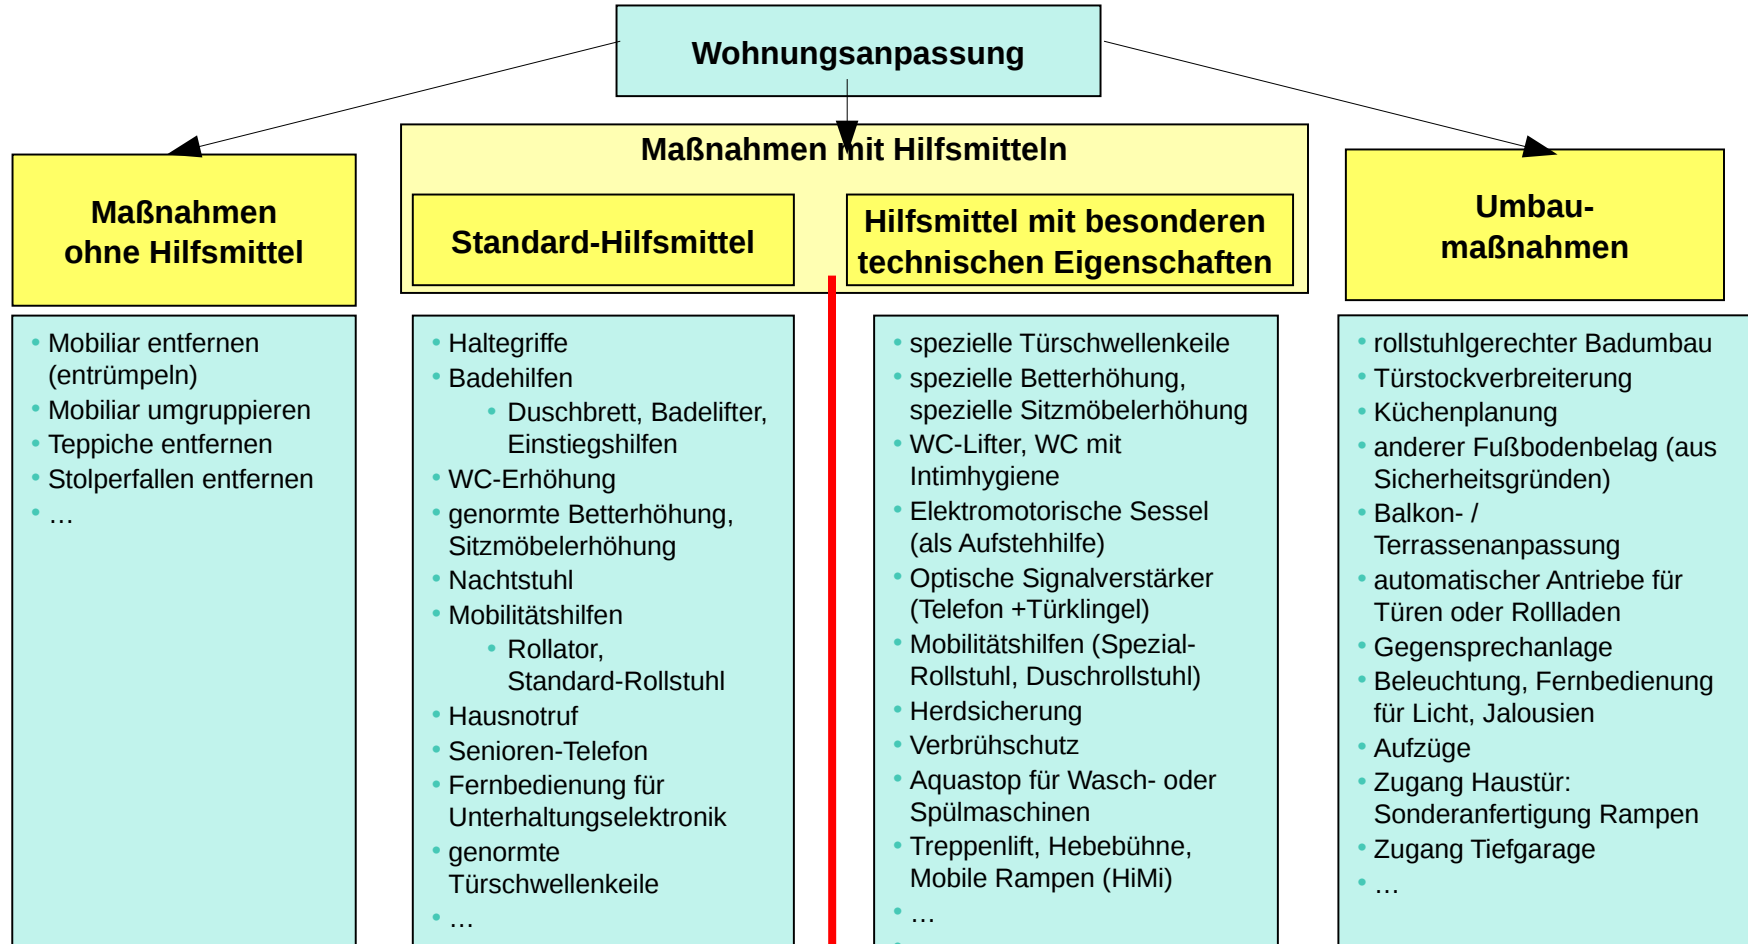 Wohnungsanpassung
Maßnahmen
ohne Hilfsmittel
• Mobiliar entfernen
(entrümpeln)
• Mobiliar umgruppieren
• Teppiche entfernen
• Stolperfallen entfernen
• …
Maßnahmen mit Hilfsmitteln
Standard-Hilfsmittel
• Haltegriffe
• Badehilfen
• Duschbrett, Badelifter,
Einstiegshilfen
• WC-Erhöhung
• genormte Betterhöhung,
Sitzmöbelerhöhung
• Nachtstuhl
• Mobilitätshilfen
• Rollator,
Standard-Rollstuhl
• Hausnotruf
• Senioren-Telefon
• Fernbedienung für
Unterhaltungselektronik
• genormte
Türschwellenkeile
• …
Hilfsmittel mit besonderen
technischen Eigenschaften
• spezielle Türschwellenkeile
• spezielle Betterhöhung,
spezielle Sitzmöbelerhöhung
• WC-Lifter, WC mit
Intimhygiene
• Elektromotorische Sessel
(als Aufstehhilfe)
• Optische Signalverstärker
(Telefon +Türklingel)
• Mobilitätshilfen (Spezial-
Rollstuhl, Duschrollstuhl)
• Herdsicherung
• Verbrühschutz
• Aquastop für Wasch- oder
Spülmaschinen
• Treppenlift, Hebebühne,
Mobile Rampen (HiMi)
• …
Umbau-
maßnahmen
• rollstuhlgerechter Badumbau
• Türstockverbreiterung
• Küchenplanung
• anderer Fußbodenbelag (aus
Sicherheitsgründen)
• Balkon- /
Terrassenanpassung
• automatischer Antriebe für
Türen oder Rollladen
• Gegensprechanlage
• Beleuchtung, Fernbedienung
für Licht, Jalousien
• Aufzüge
• Zugang Haustür:
Sonderanfertigung Rampen
• Zugang Tiefgarage
• …